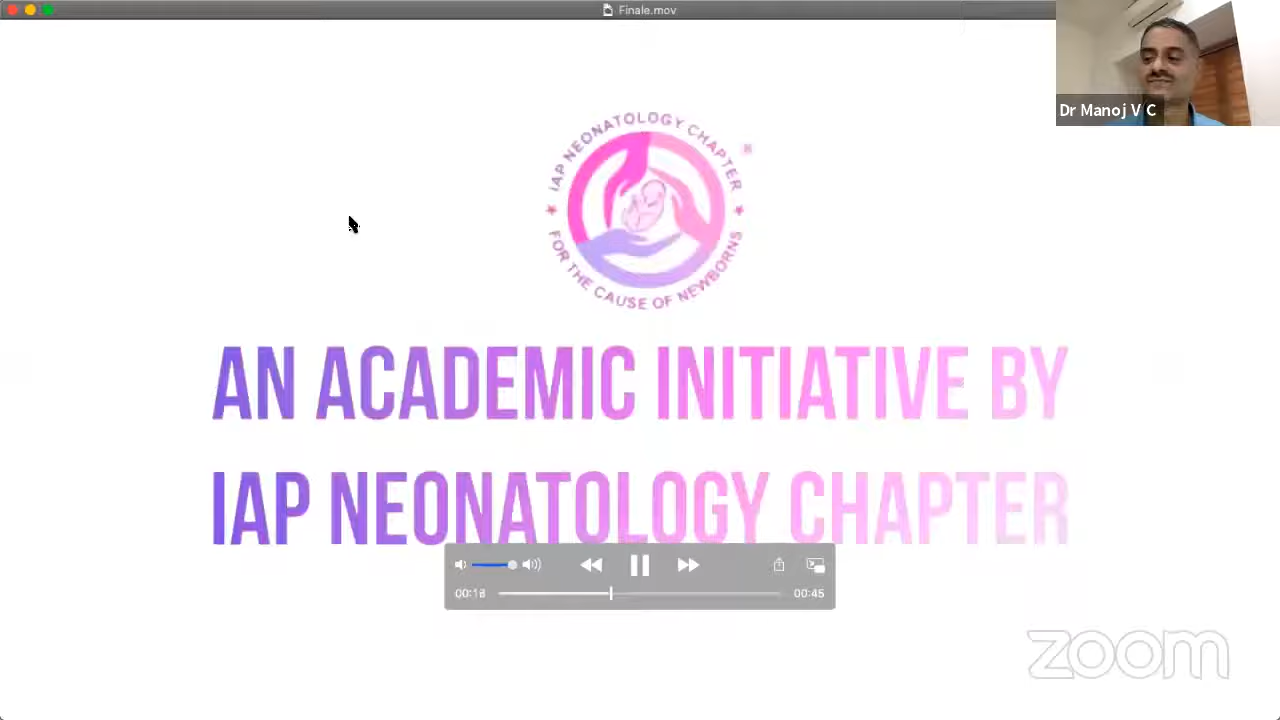 Finale.mov
Dr Manoj V C
IAP NEONATOLOGY CHAPTER
FOR THE CAUSE OF NEWBORNS
AN ACADEMIC INITIATIVE BY
IAP NEONATOLOGY CHAPTER
00:18
00:45
zoom